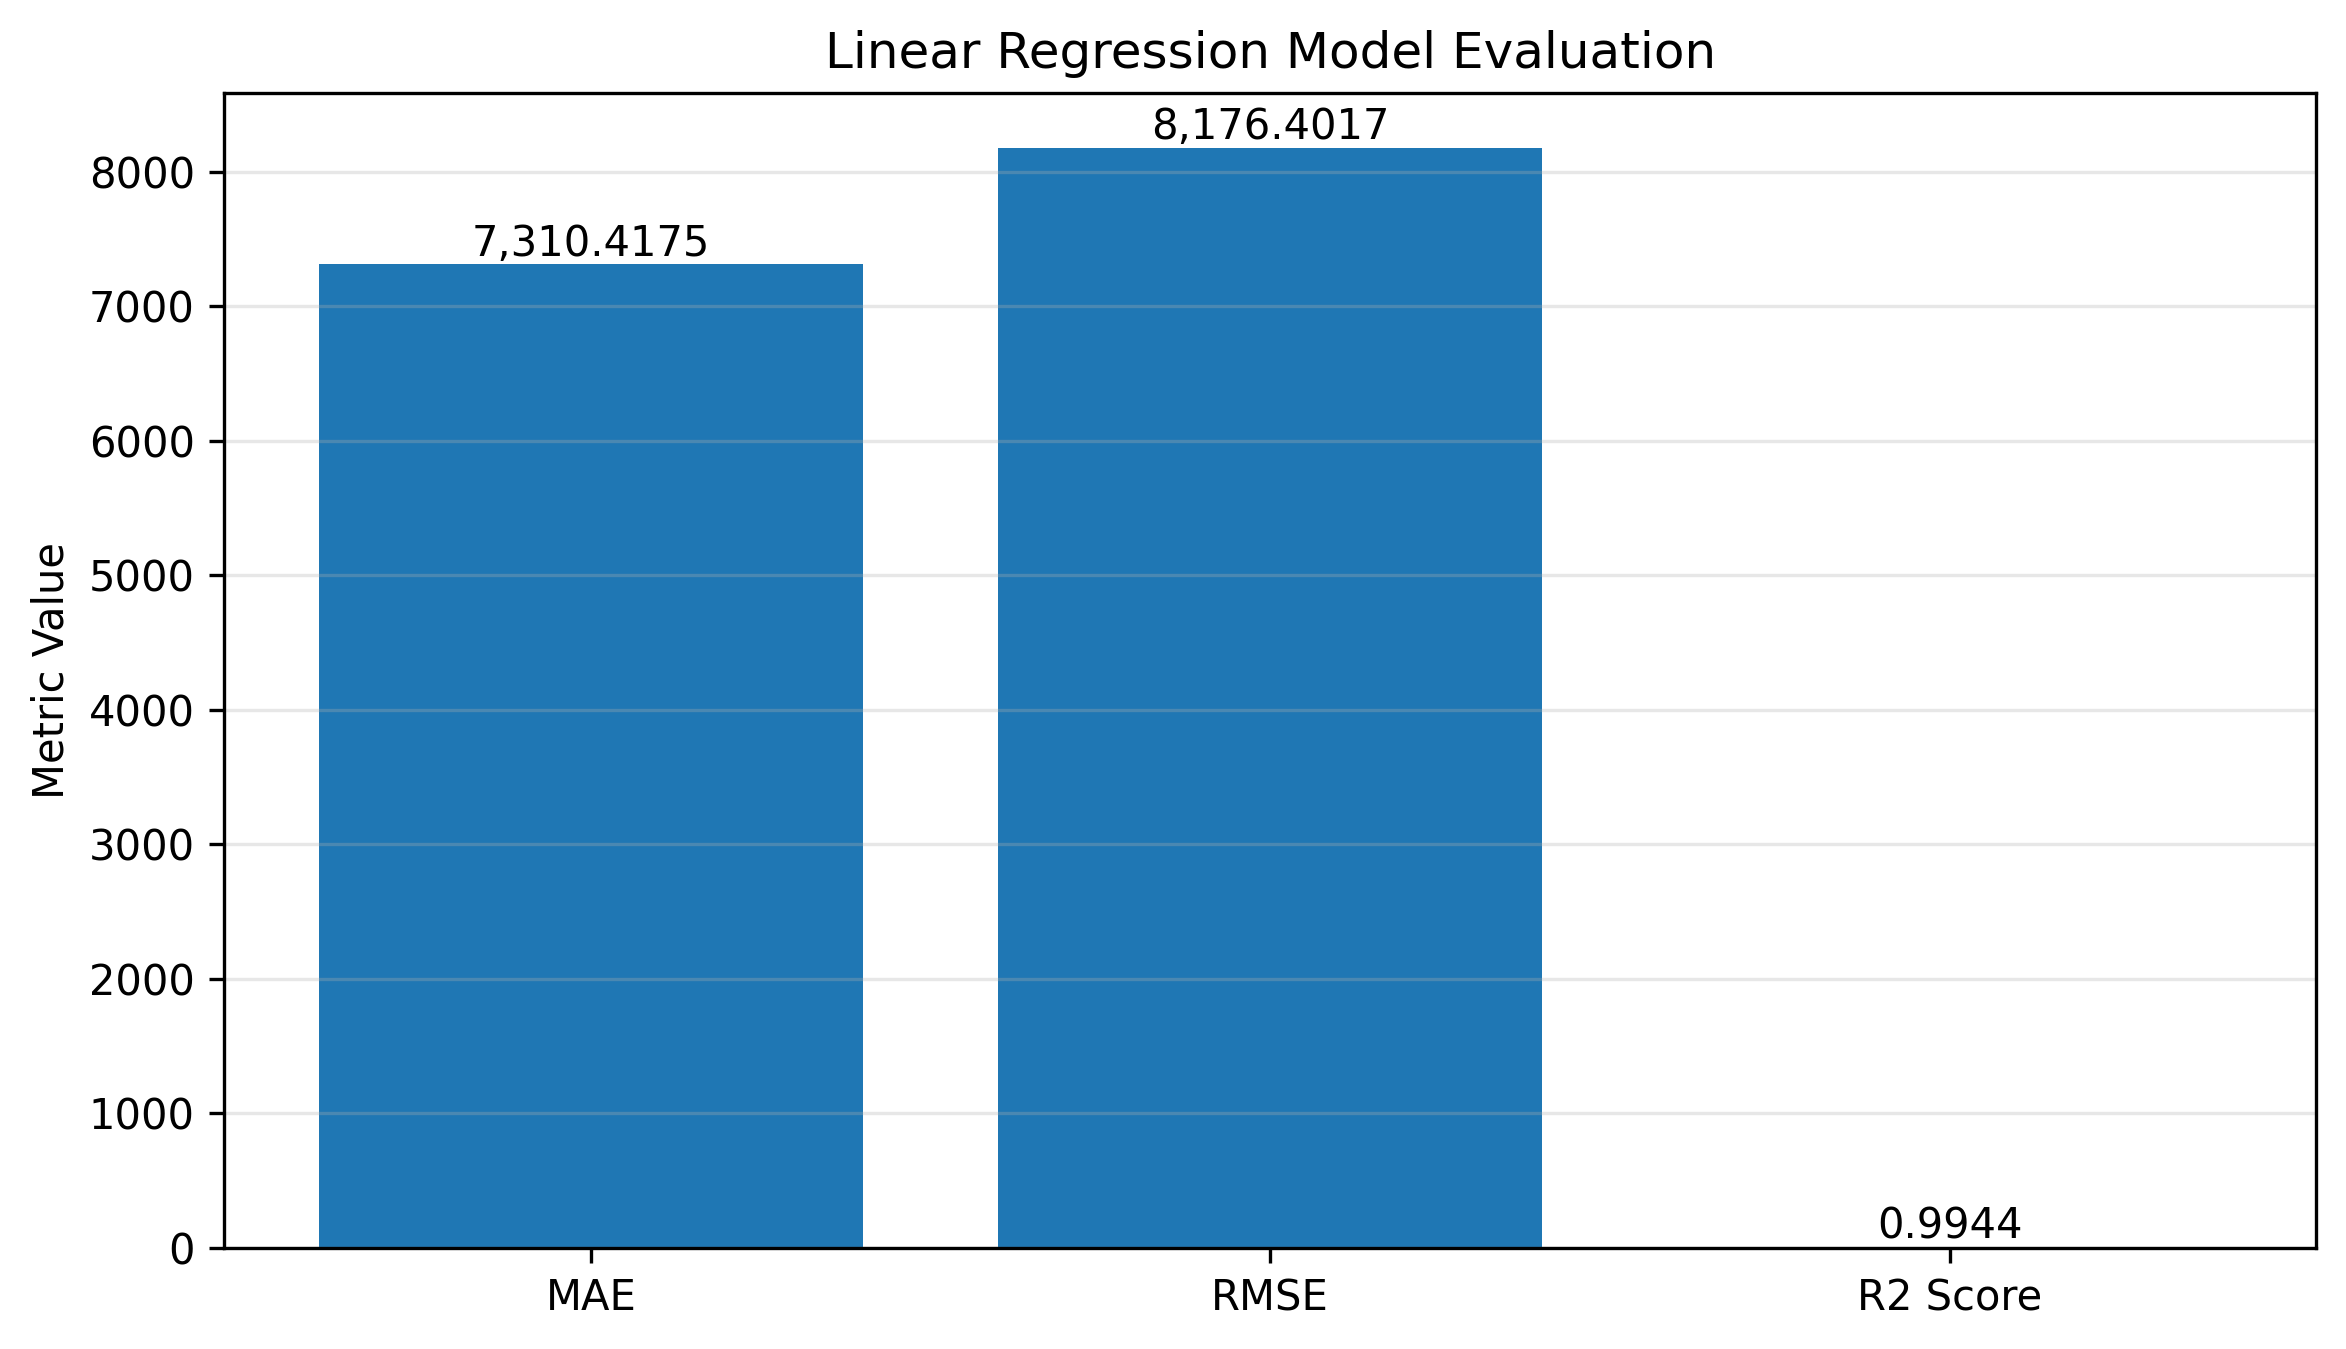 Linear Regression Model Evaluation
8,176.4017
8000
7,310.4175
7000
6000
5000
Metric Value
4000
3000
2000
1000
0.9944
0
MAE
RMSE
R2 Score